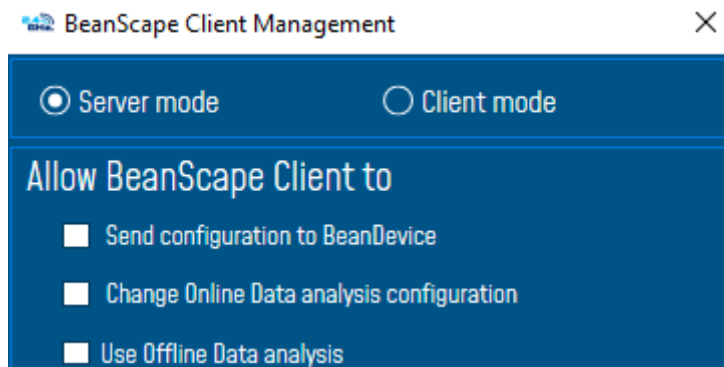 BeanScape Client Management
Server mode Client mode
Allow BeanScape Client to
Send configuration to BeanDevice
Change Online Data analysis configuration
Use Offline Data analysis